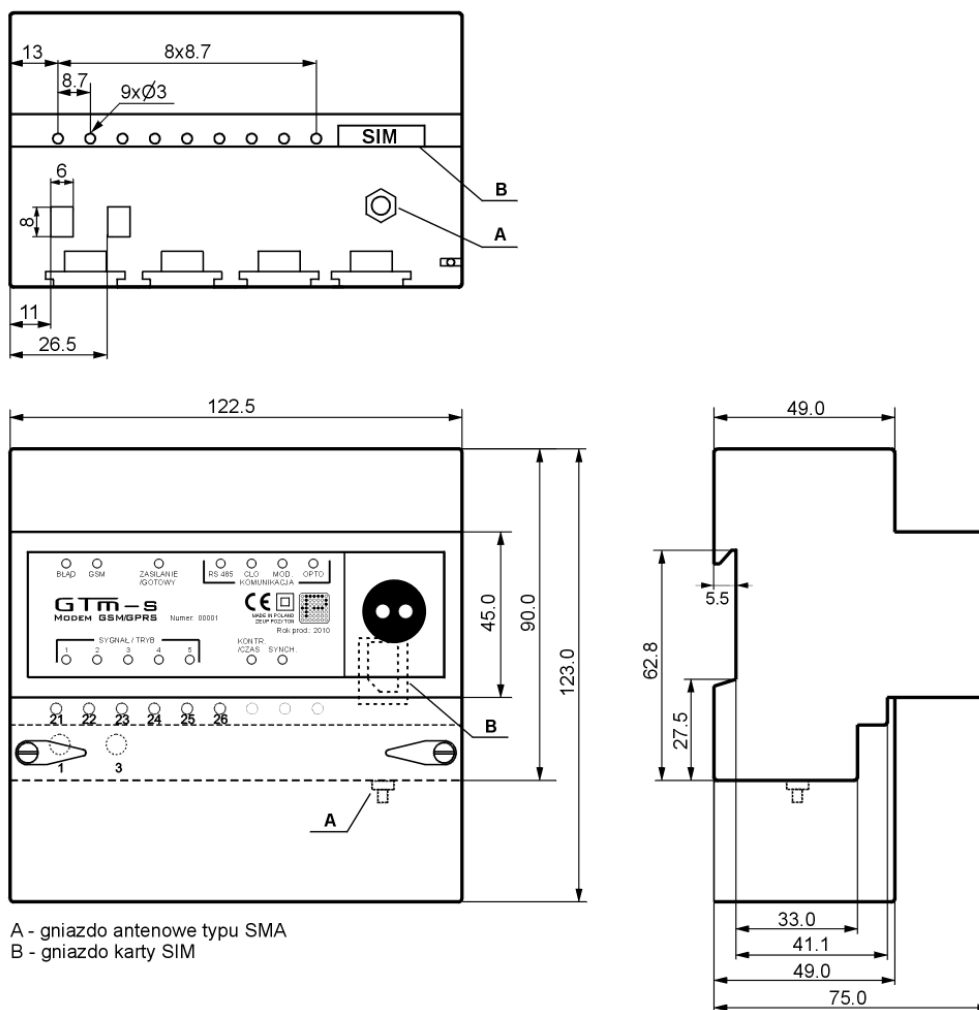 13
8x8.7
8.7
9xØ3
SIM
6
B
8
A
11
26.5
122.5
49.0
BŁĄD GSM ZASILANIE /GOTOWY RS 485 CLO MOD. OPTO
KOMUNIKACJA
GTm-s
MODEM GSM/GPRS Numer: 00001
CE
MADE IN POLAND
ZEUP POZYTON
Rok prod.: 2010
SYGNAŁ / TRYB
1 2 3 4 5
KONTR. /CZAS SYNCH.
45.0
90.0
123.0
5.5
62.8
27.5
21 22 23 24 25 26
B
1 3
A
33.0
41.1
49.0
75.0
A - gniazdo antenowe typu SMA
B - gniazdo karty SIM